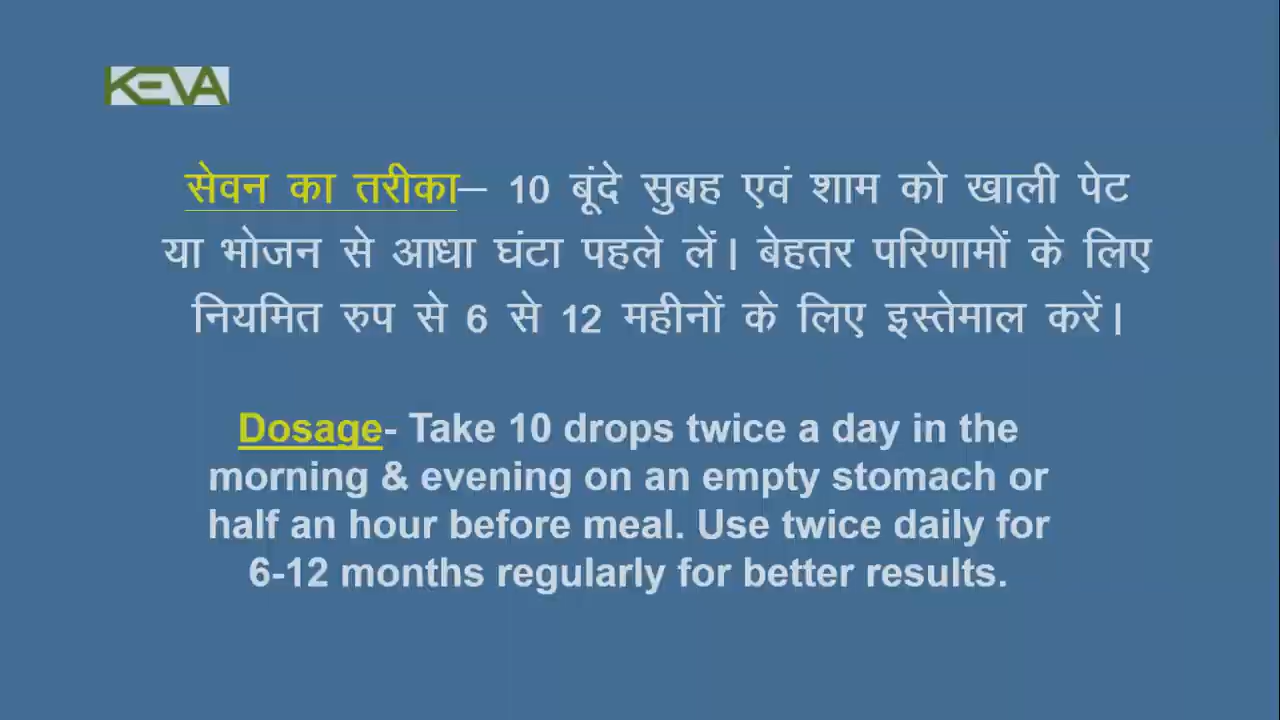 KEVA
सेवन का तरीका– 10 बूंदे सुबह एवं शाम को खाली पेट
या भोजन से आधा घंटा पहले लें। बेहतर परिणामों के लिए
नियमित रुप से 6 से 12 महीनों के लिए इस्तेमाल करें।
Dosage- Take 10 drops twice a day in the
morning & evening on an empty stomach or
half an hour before meal. Use twice daily for
6-12 months regularly for better results.